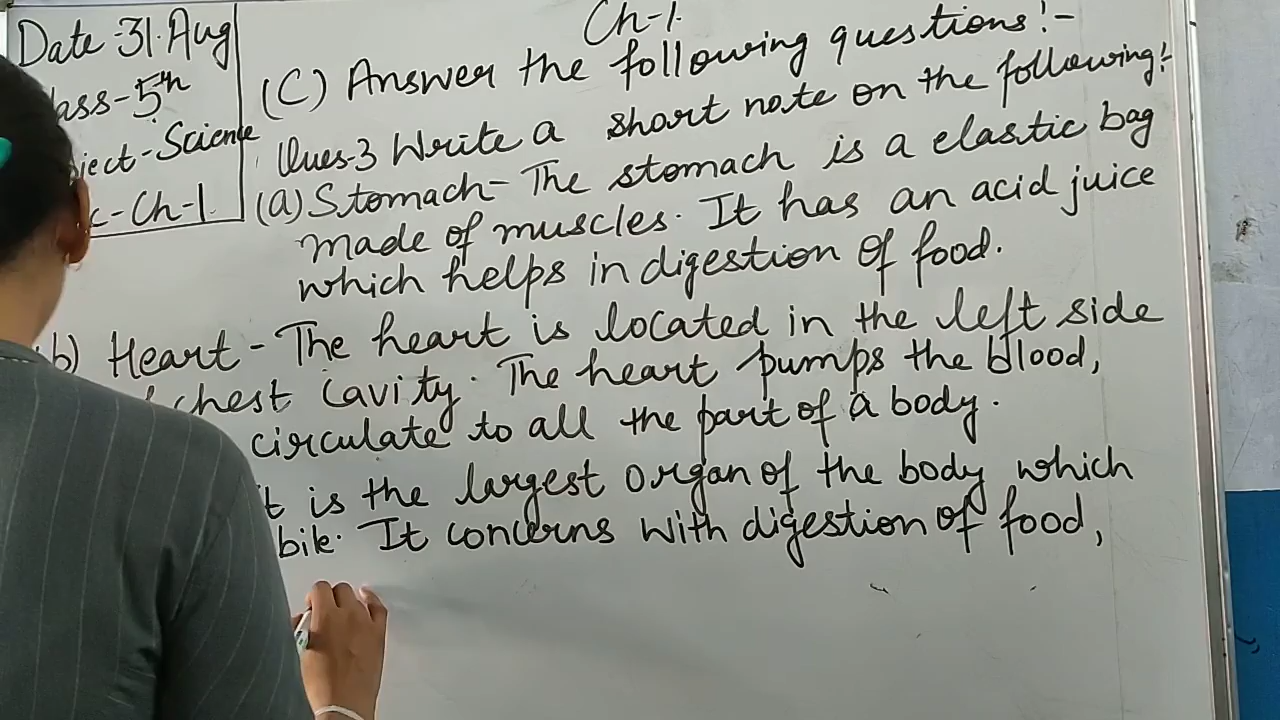 Date :31. Aug
ass-5th
ject-Science
c-Ch-1.
Ch-1.
(C) Answer the following questions:-
Ques-3 Write a short note on the following:-
(a) Stomach- The stomach is a elastic bag
made of muscles. It has an acid juice
which helps in digestion of food.
b) Heart - The heart is located in the left side
chest cavity. The heart pumps the blood,
circulate to all the part of a body.
t is the largest organ of the body which
bile. It concerns with digestion of food,